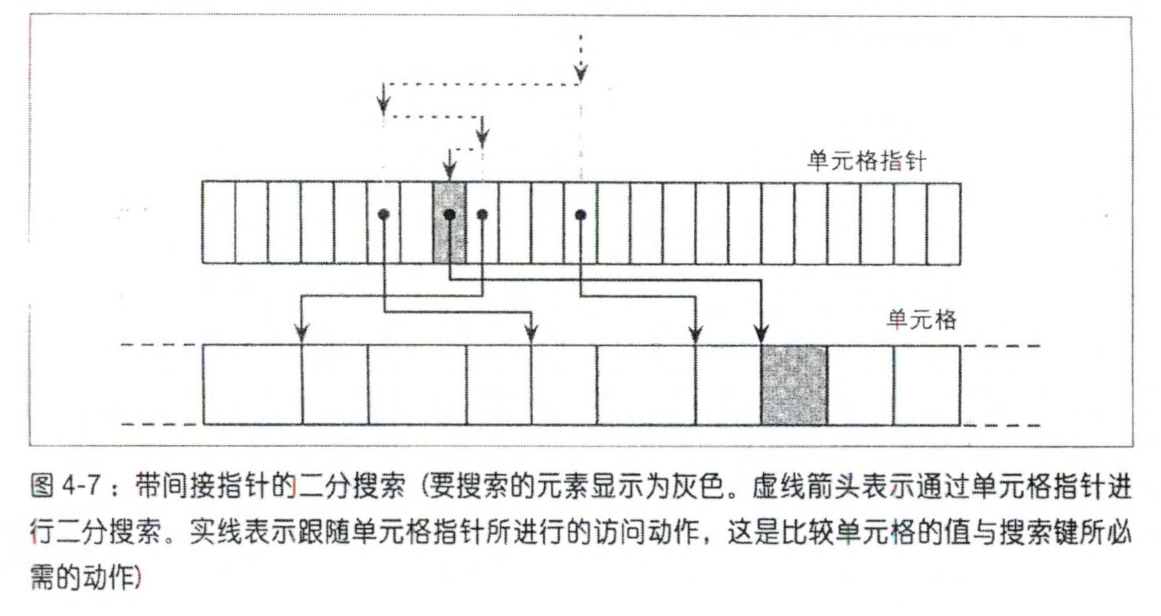 单元格指针
单元格
图 4-7：带间接指针的二分搜索（要搜索的元素显示为灰色。虚线箭头表示通过单元格指针进
行二分搜索。实线表示跟随单元格指针所进行的访问动作，这是比较单元格的值与搜索键所必
需的动作）